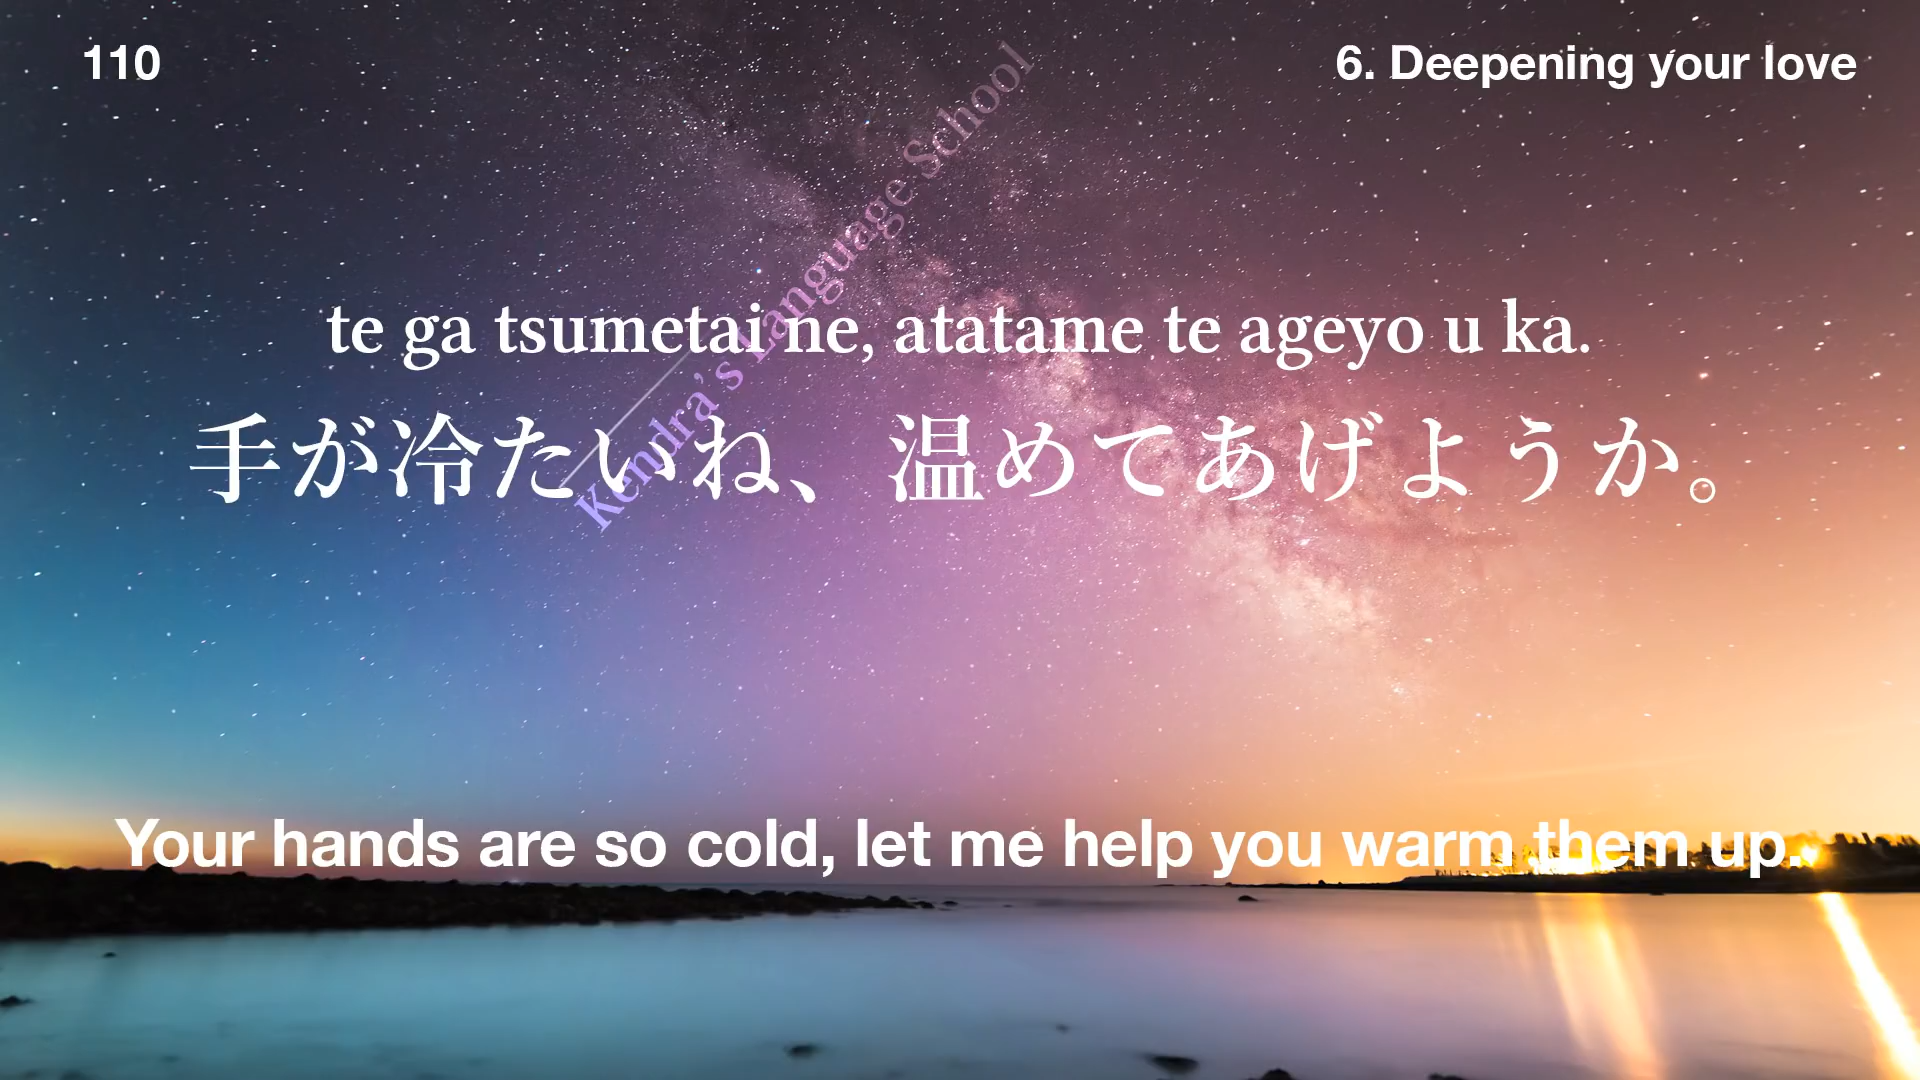 110
6. Deepening your love
Kendra's Language School
te ga tsumetai ne, atatame te ageyo u ka.
手が冷たいね、温めてあげようか。
Your hands are so cold, let me help you warm them up.